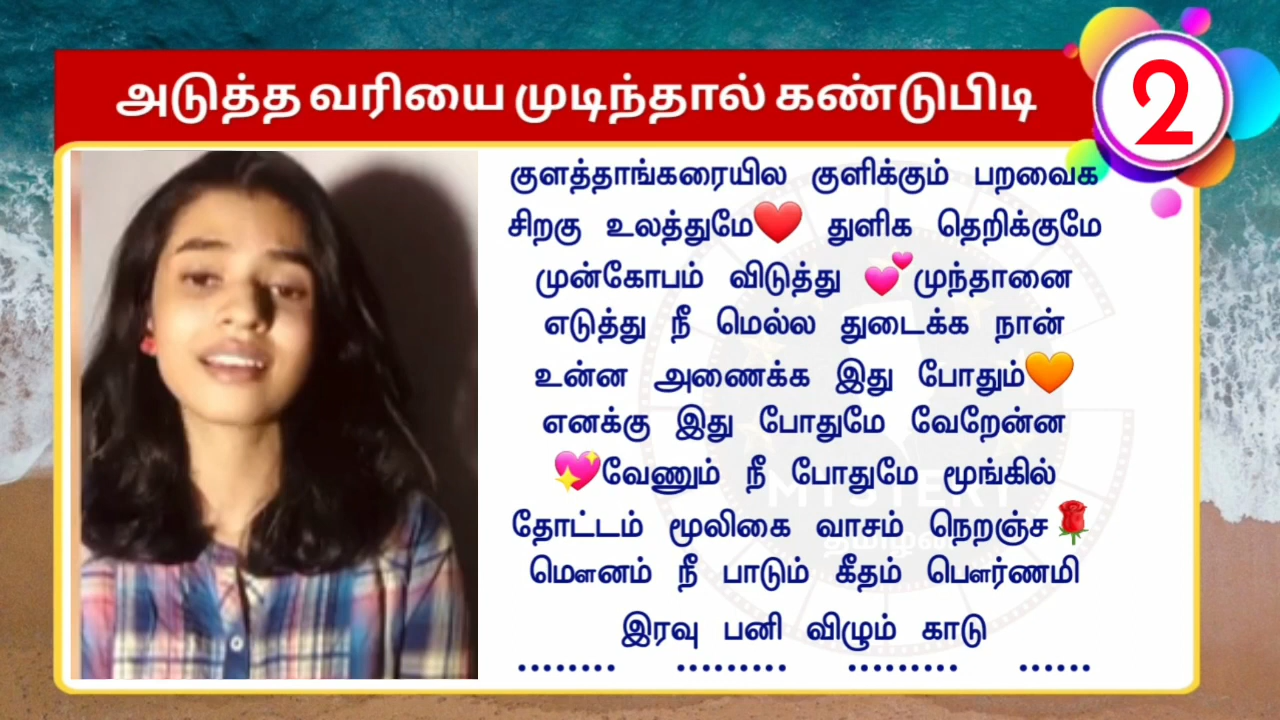 அடுத்த வரியை முடிந்தால் கண்டுபிடி
2
குளத்தாங்கரையில குளிக்கும் பறவைக
சிறகு உலத்துமே❤️ துளிக தெறிக்குமே
முன்கோபம் விடுத்து 💕முந்தானை
எடுத்து நீ மெல்ல துடைக்க நான்
உன்ன அணைக்க இது போதும்🧡
எனக்கு இது போதுமே வேறேன்ன
💖வேணும் நீ போதுமே மூங்கில்
தோட்டம் மூலிகை வாசம் நெறஞ்ச🌹
மௌனம் நீ பாடும் கீதம் பௌர்ணமி
இரவு பனி விழும் காடு
........ ......... ......... ......